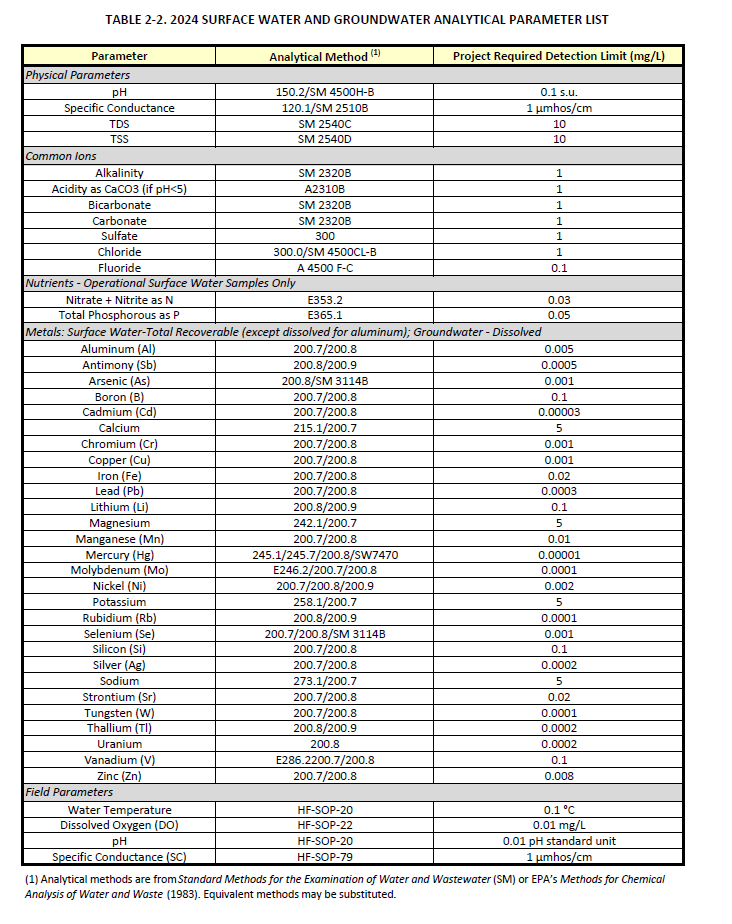 TABLE 2-2. 2024 SURFACE WATER AND GROUNDWATER ANALYTICAL PARAMETER LIST
Parameter Analytical Method (1) Project Required Detection Limit (mg/L)
Physical Parameters
pH 150.2/SM 4500H-B 0.1 s.u.
Specific Conductance 120.1/SM 2510B 1 µmhos/cm
TDS SM 2540C 10
TSS SM 2540D 10
Common Ions
Alkalinity SM 2320B 1
Acidity as CaCO3 (if pH<5) A2310B 1
Bicarbonate SM 2320B 1
Carbonate SM 2320B 1
Sulfate 300 1
Chloride 300.0/SM 4500CL-B 1
Fluoride A 4500 F-C 0.1
Nutrients - Operational Surface Water Samples Only
Nitrate + Nitrite as N E353.2 0.03
Total Phosphorous as P E365.1 0.05
Metals: Surface Water-Total Recoverable (except dissolved for aluminum); Groundwater - Dissolved
Aluminum (Al) 200.7/200.8 0.005
Antimony (Sb) 200.8/200.9 0.0005
Arsenic (As) 200.8/SM 3114B 0.001
Boron (B) 200.7/200.8 0.1
Cadmium (Cd) 200.7/200.8 0.00003
Calcium 215.1/200.7 5
Chromium (Cr) 200.7/200.8 0.001
Copper (Cu) 200.7/200.8 0.001
Iron (Fe) 200.7/200.8 0.02
Lead (Pb) 200.7/200.8 0.0003
Lithium (Li) 200.8/200.9 0.1
Magnesium 242.1/200.7 5
Manganese (Mn) 200.7/200.8 0.01
Mercury (Hg) 245.1/245.7/200.8/SW7470 0.00001
Molybdenum (Mo) E246.2/200.7/200.8 0.0001
Nickel (Ni) 200.7/200.8/200.9 0.002
Potassium 258.1/200.7 5
Rubidium (Rb) 200.8/200.9 0.0001
Selenium (Se) 200.7/200.8/SM 3114B 0.001
Silicon (Si) 200.7/200.8 0.1
Silver (Ag) 200.7/200.8 0.0002
Sodium 273.1/200.7 5
Strontium (Sr) 200.7/200.8 0.02
Tungsten (W) 200.7/200.8 0.0001
Thallium (Tl) 200.8/200.9 0.0002
Uranium 200.8 0.0002
Vanadium (V) E286.2200.7/200.8 0.1
Zinc (Zn) 200.7/200.8 0.008
Field Parameters
Water Temperature HF-SOP-20 0.1 °C
Dissolved Oxygen (DO) HF-SOP-22 0.01 mg/L
pH HF-SOP-20 0.01 pH standard unit
Specific Conductance (SC) HF-SOP-79 1 µmhos/cm
(1) Analytical methods are from Standard Methods for the Examination of Water and Wastewater (SM) or EPA's Methods for Chemical
Analysis of Water and Waste (1983). Equivalent methods may be substituted.